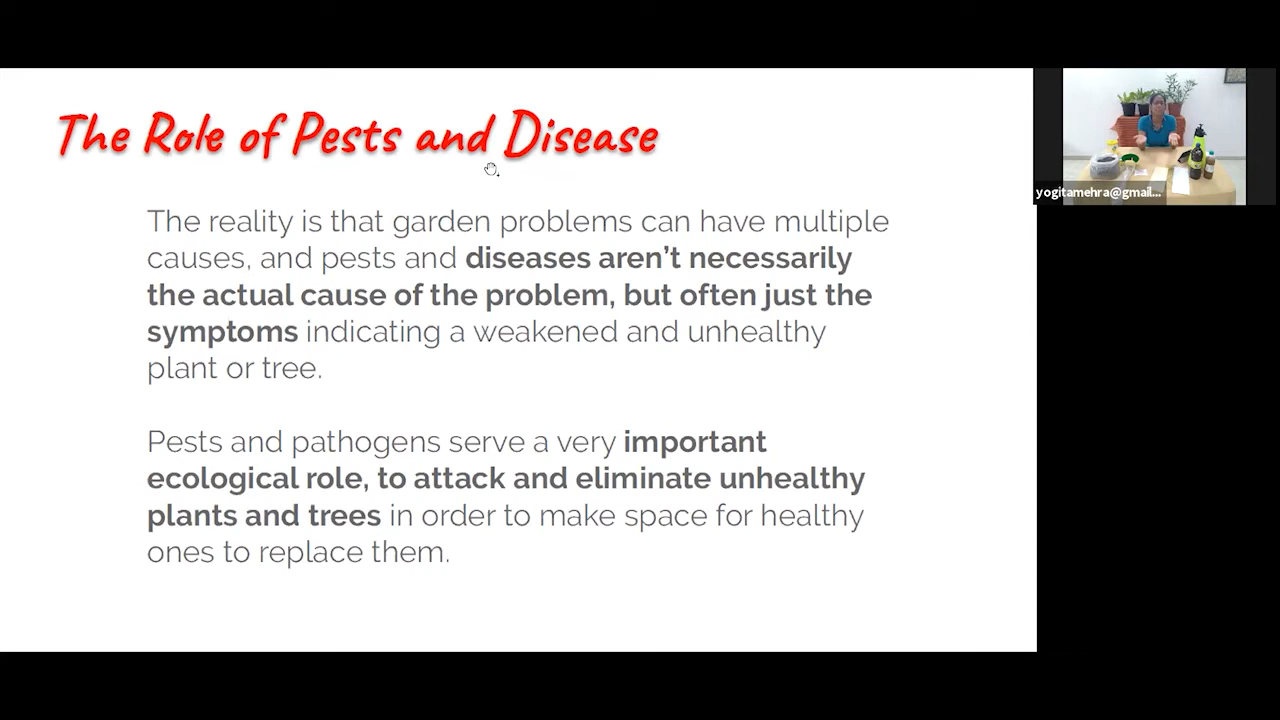 The Role of Pests and Disease
The reality is that garden problems can have multiple
causes, and pests and diseases aren't necessarily
the actual cause of the problem, but often just the
symptoms indicating a weakened and unhealthy
plant or tree.
Pests and pathogens serve a very important
ecological role, to attack and eliminate unhealthy
plants and trees in order to make space for healthy
ones to replace them.
yogitamehra@gmail...